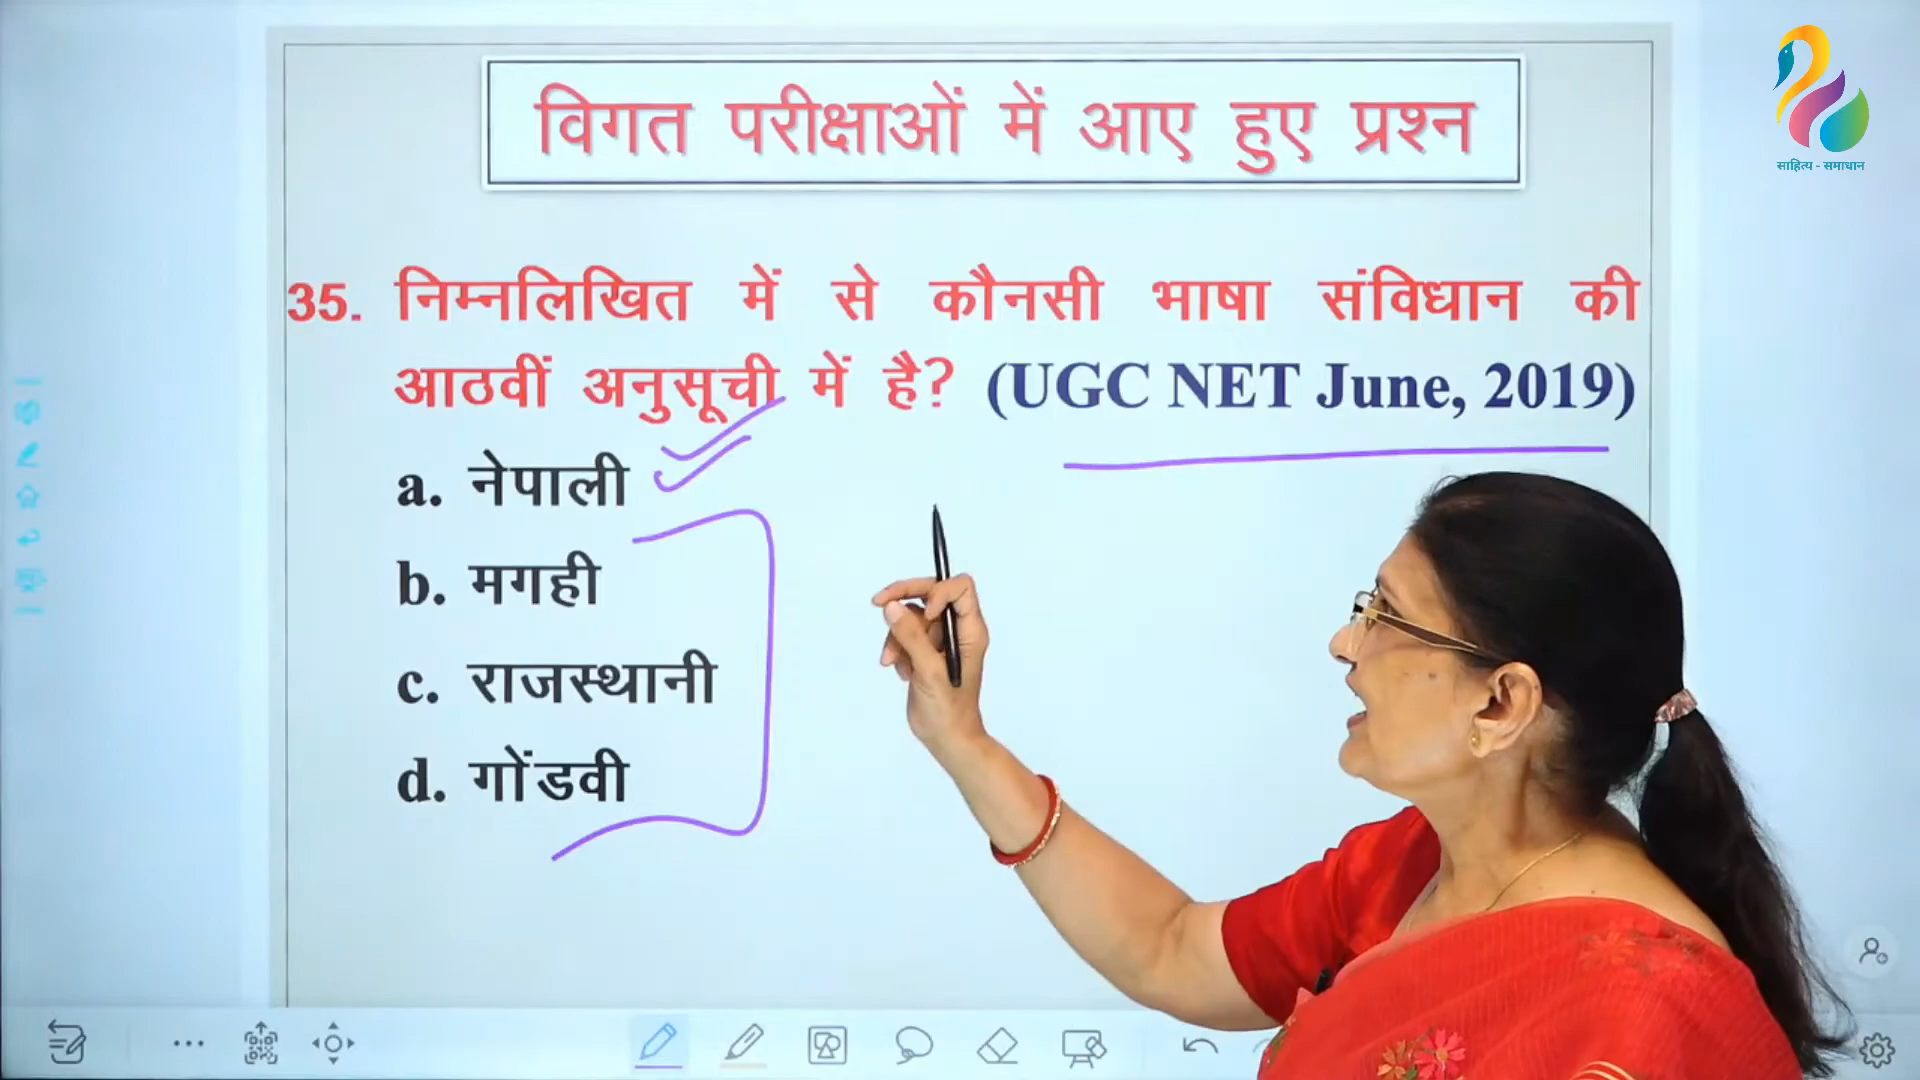 विगत परीक्षाओं में आए हुए प्रश्न
साहित्य - समाधान
35. निम्नलिखित में से कौनसी भाषा संविधान की
आठवीं अनुसूची में है? (UGC NET June, 2019)
a. नेपाली
b. मगही
c. राजस्थानी
d. गोंडवी